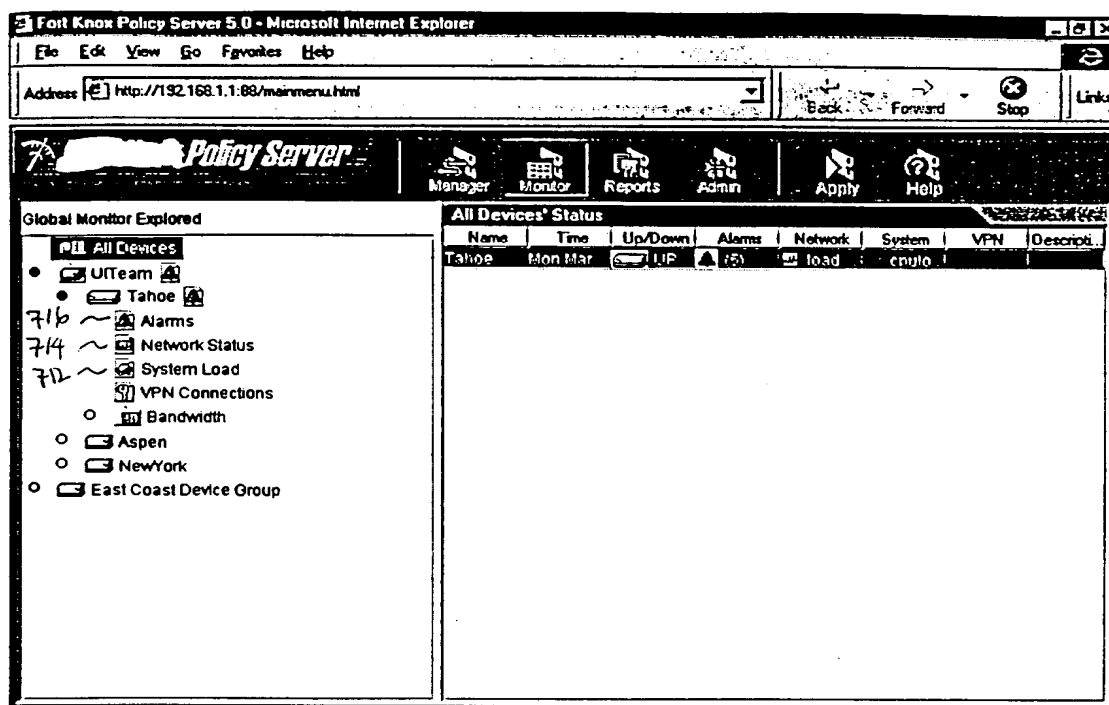 Fort Knox Policy Server 5.0 - Microsoft Internet Explorer
File Edit View Go Favorites Help
Address http://192.168.1.1:88/mainmenu.html Back Forward Stop Links
Policy Server
Manager Monitor Reports Admin Apply Help
Global Monitor Explored
All Devices
UITeam
Tahoe
716 Alarms
714 Network Status
712 System Load
VPN Connections
Bandwidth
Aspen
NewYork
East Coast Device Group
All Devices' Status
Name Time Up/Down Alarms Network System VPN Descripti...
Tahoe Mon Mar UP (6) load cpulo